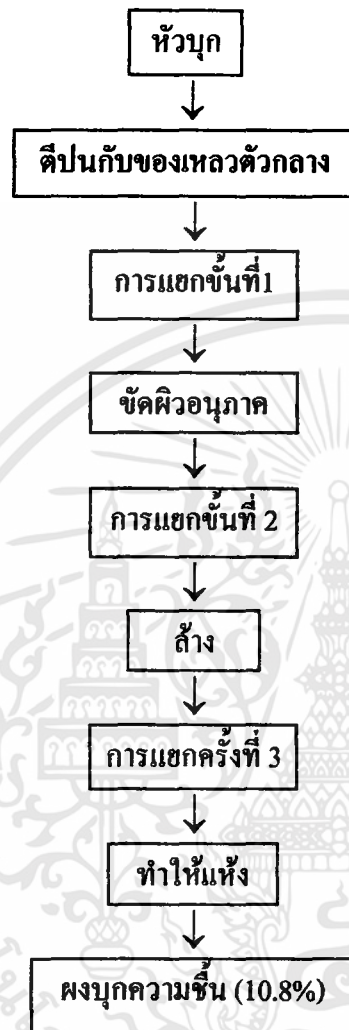 หัวบุก
ตีปนกับของเหลวตัวกลาง
การแยกขั้นที่1
ขัดผิวอนุภาค
การแยกขั้นที่ 2
ล้าง
การแยกครั้งที่ 3
ทำให้แห้ง
ผงบุกความชื้น (10.8%)